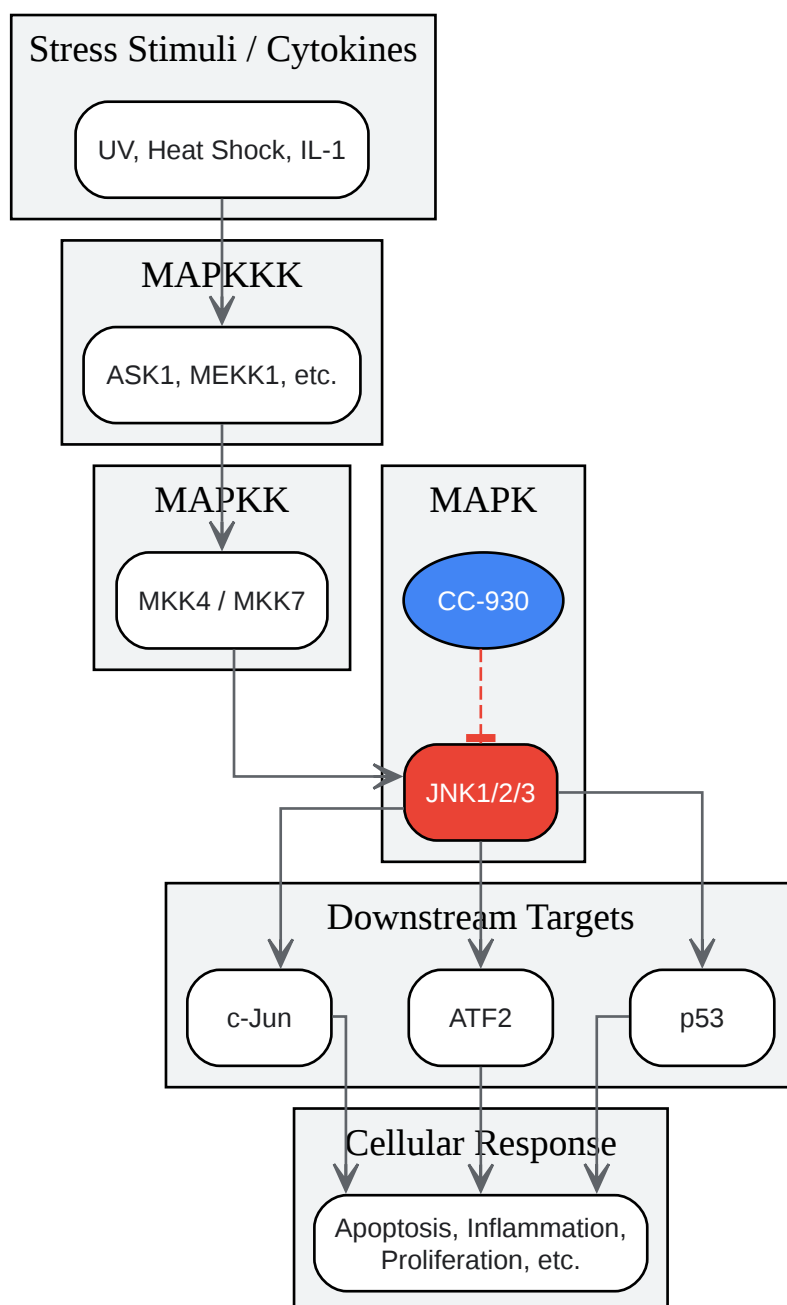 Stress Stimuli / Cytokines
UV, Heat Shock, IL-1
MAPKKK
ASK1, MEKK1, etc.
MAPKK
MKK4 / MKK7
MAPK
CC-930
JNK1/2/3
Downstream Targets
c-Jun
ATF2
p53
Cellular Response
Apoptosis, Inflammation,
Proliferation, etc.